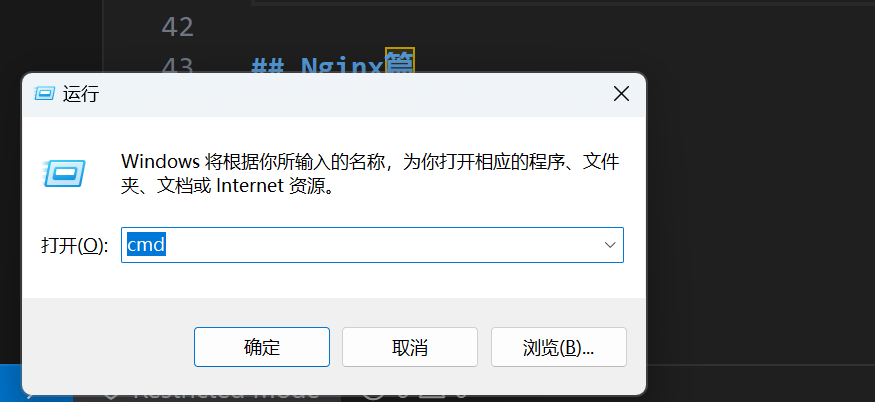 42
43 ## Nginx篇
运行
Windows 将根据你所输入的名称，为你打开相应的程序、文件
夹、文档或 Internet 资源。
打开(O): cmd
确定 取消 浏览(B)...